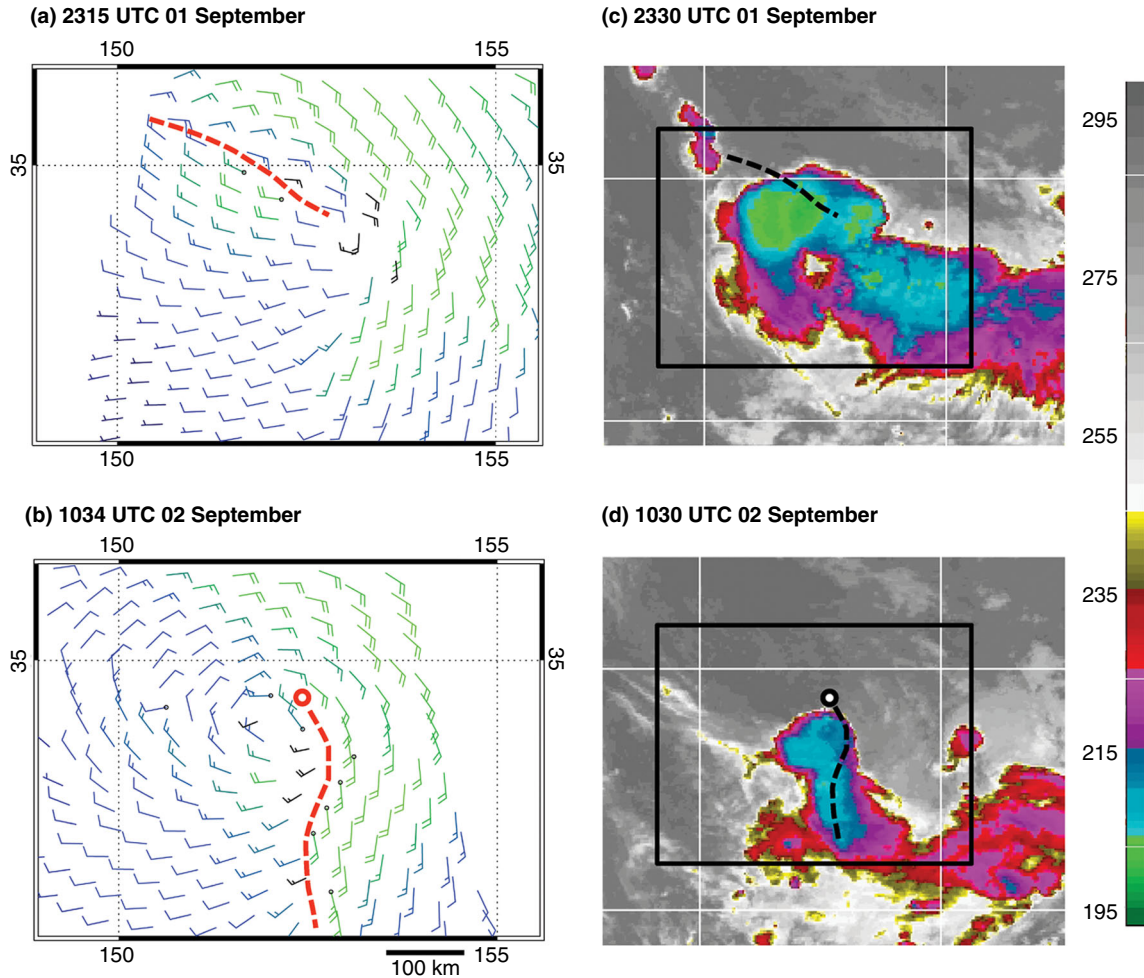 (a) 2315 UTC 01 September
150 155
35 35
150 155
(b) 1034 UTC 02 September
150 155
35 35
150 155
100 km
(c) 2330 UTC 01 September
(d) 1030 UTC 02 September
295
275
255
235
215
195